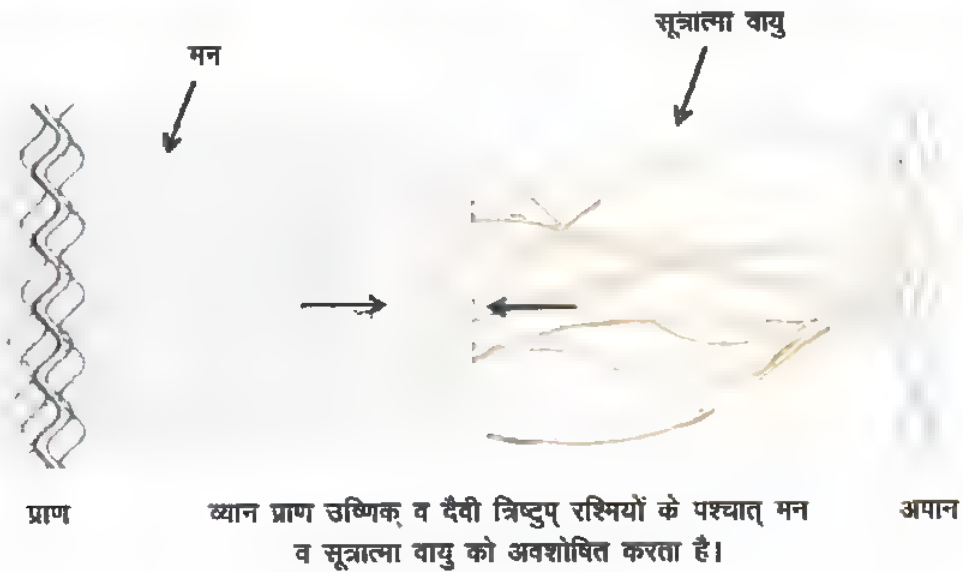 मन
सूत्रात्मा वायु
प्राण
व्यान प्राण उष्णिक् व दैवी त्रिष्टुप् रश्मियों के पश्चात् मन
व सूत्रात्मा वायु को अवशोषित करता है।
अपान